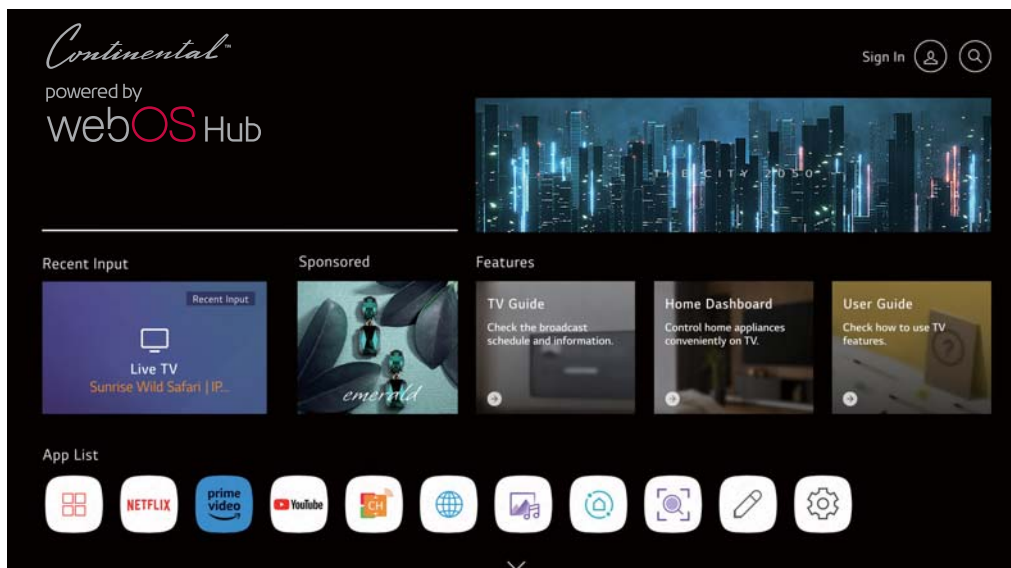 Continental™
Sign In
powered by
webOS Hub
THE CITY 2050
Recent Input
Sponsored
Features
Recent Input
Live TV
Sunrise Wild Safari | IP...
emerald
TV Guide
Check the broadcast
schedule and information.
Home Dashboard
Control home appliances
conveniently on TV.
User Guide
Check how to use TV
features.
App List
NETFLIX
prime
video
YouTube
CH